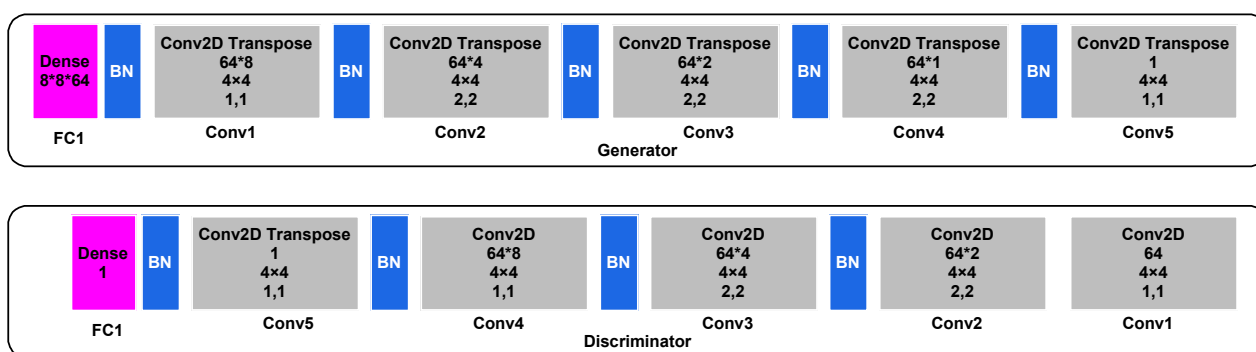 Dense
8*8*64
FC1
BN
Conv2D Transpose
64*8
4×4
1,1
Conv1
BN
Conv2D Transpose
64*4
4×4
2,2
Conv2
BN
Conv2D Transpose
64*2
4×4
2,2
Conv3
BN
Conv2D Transpose
64*1
4×4
2,2
Conv4
BN
Conv2D Transpose
1
4×4
1,1
Conv5
Generator
Dense
1
FC1
BN
Conv2D Transpose
1
4×4
1,1
Conv5
BN
Conv2D
64*8
4×4
1,1
Conv4
BN
Conv2D
64*4
4×4
2,2
Conv3
BN
Conv2D
64*2
4×4
2,2
Conv2
Conv2D
64
4×4
1,1
Conv1
Discriminator